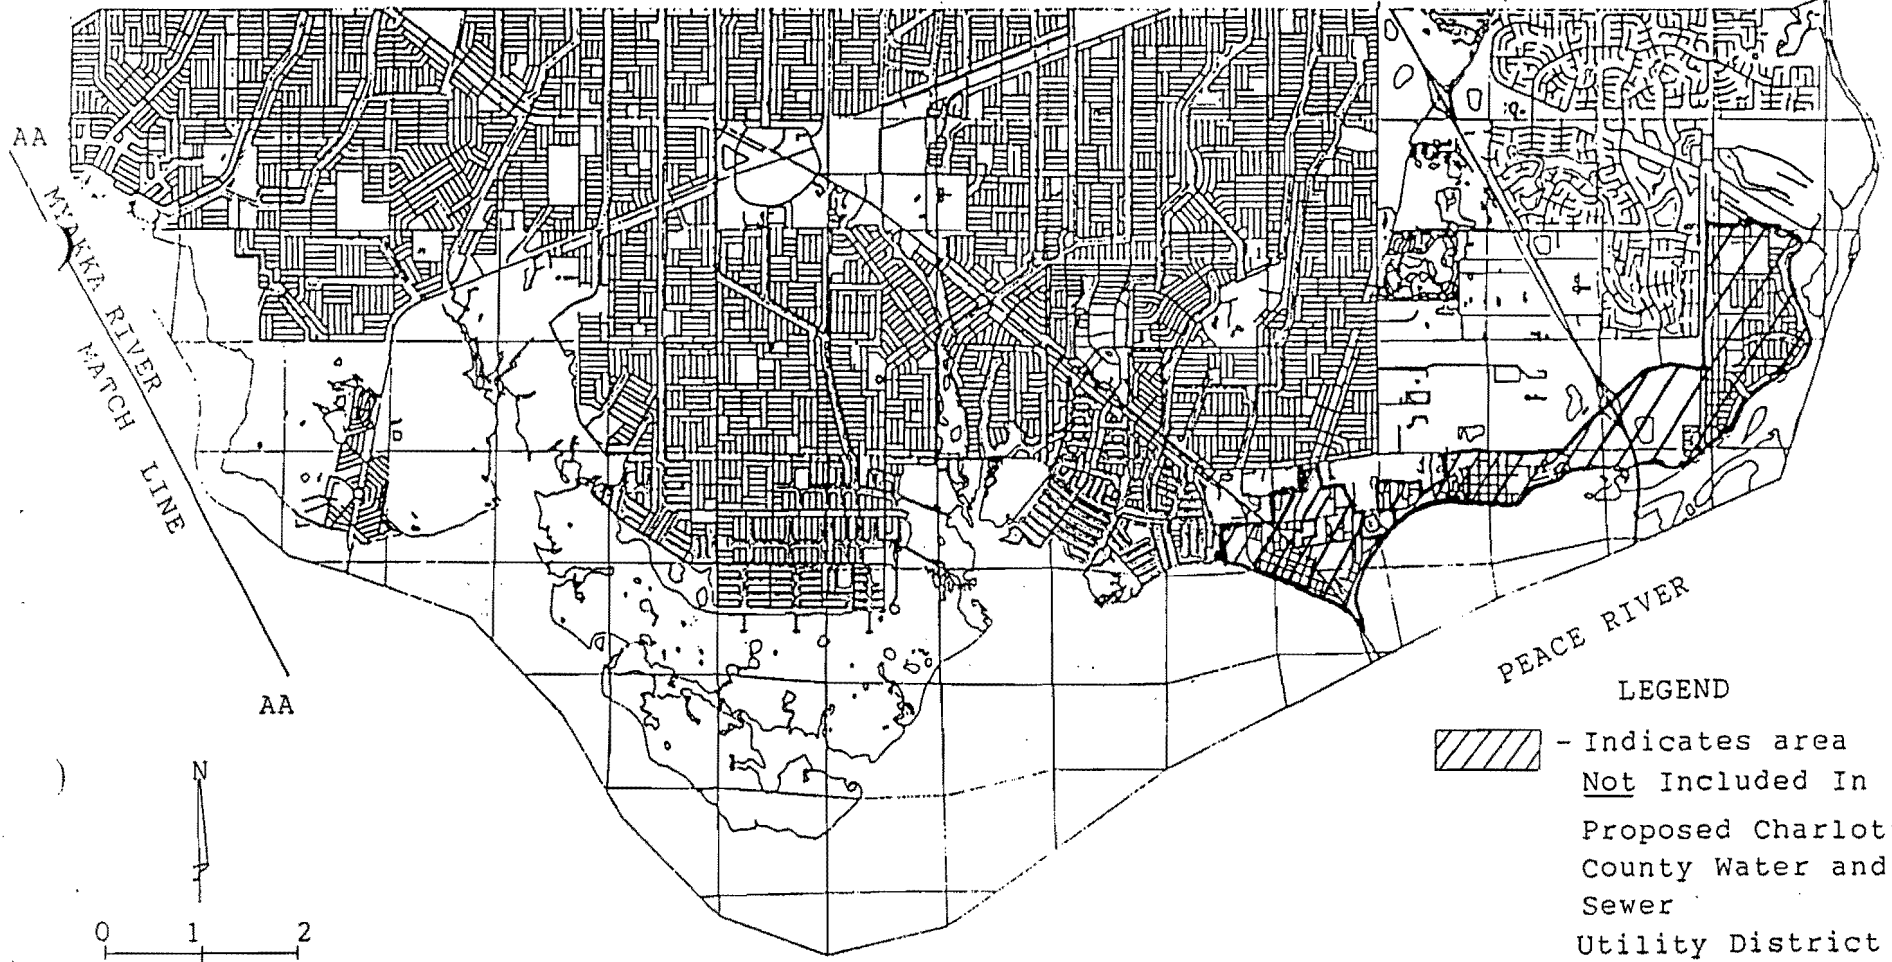 AA
MYAKKA RIVER
MATCH LINE
AA
PEACE RIVER
LEGEND
- Indicates area
Not Included In
Proposed Charlot
County Water and
Sewer
Utility District
N
0 1 2